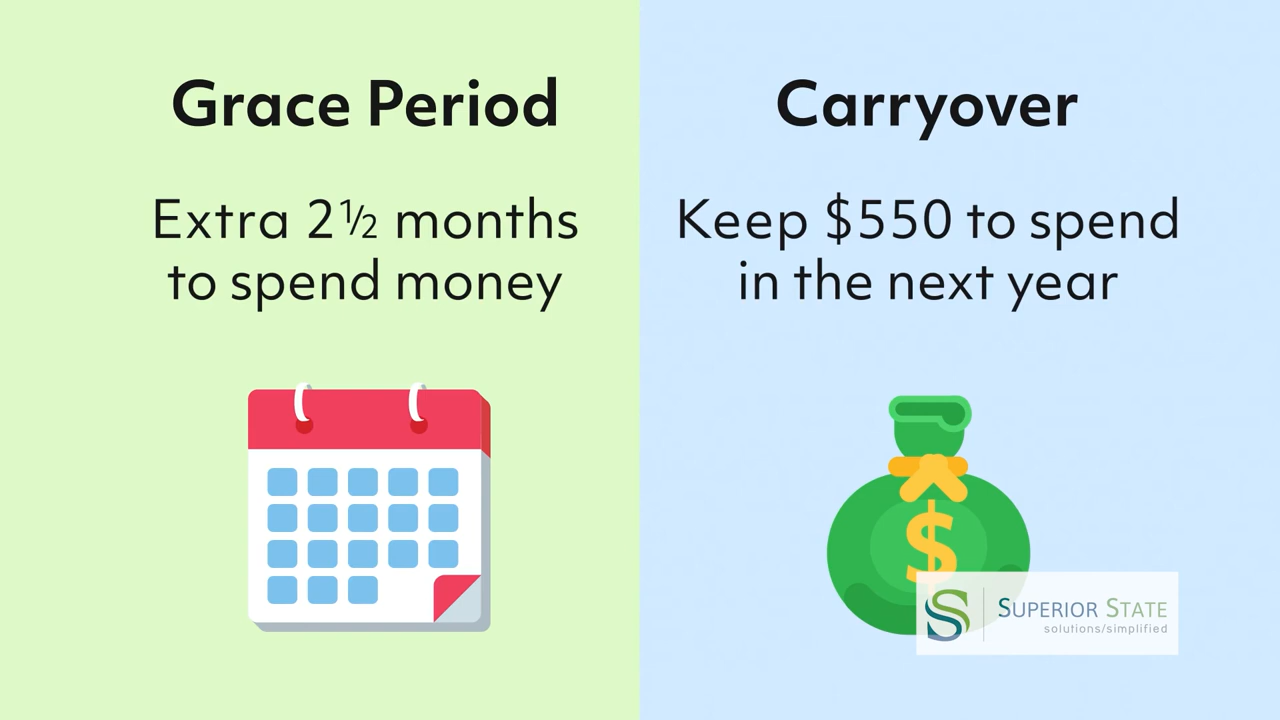 Grace Period
Extra 2½ months
to spend money
Carryover
Keep $550 to spend
in the next year
$
SUPERIOR STATE
solutions/simplified